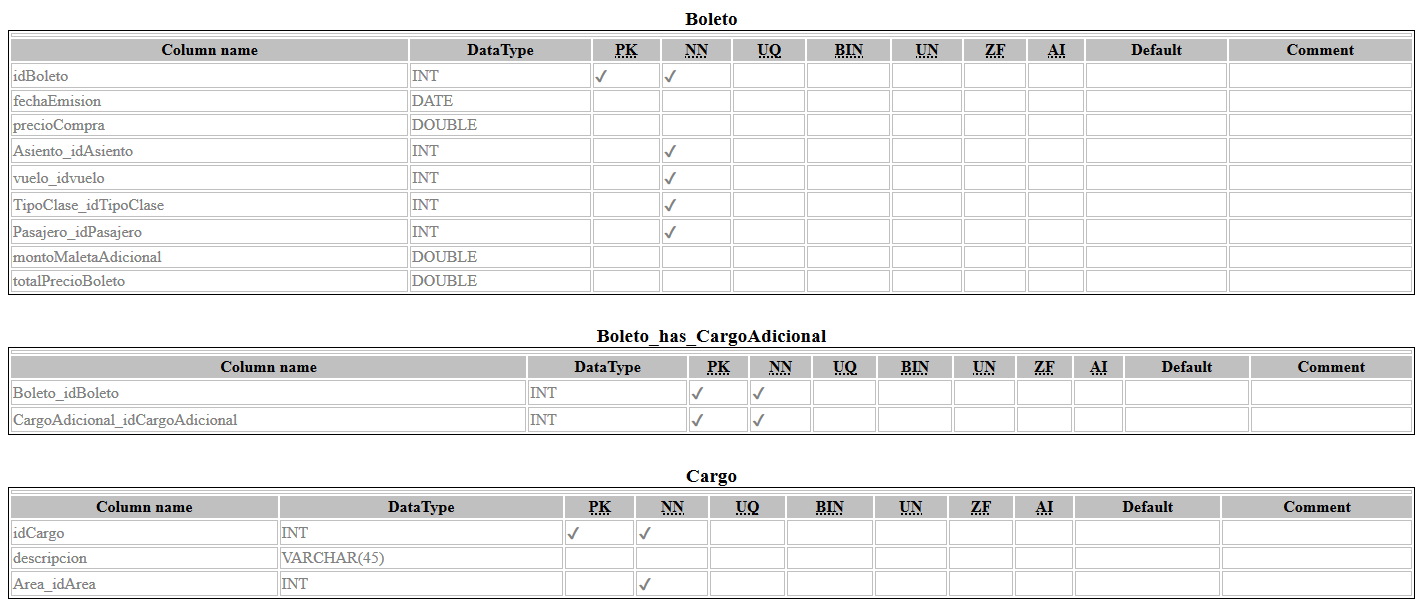 Boleto
Column name DataType PK NN UQ BIN UN ZF AI Default Comment
idBoleto INT ✓ ✓
fechaEmision DATE
precioCompra DOUBLE
Asiento_idAsiento INT ✓
vuelo_idvuelo INT ✓
TipoClase_idTipoClase INT ✓
Pasajero_idPasajero INT ✓
montoMaletaAdicional DOUBLE
totalPrecioBoleto DOUBLE
Boleto_has_CargoAdicional
Column name DataType PK NN UQ BIN UN ZF AI Default Comment
Boleto_idBoleto INT ✓ ✓
CargoAdicional_idCargoAdicional INT ✓ ✓
Cargo
Column name DataType PK NN UQ BIN UN ZF AI Default Comment
idCargo INT ✓ ✓
descripcion VARCHAR(45)
Area_idArea INT ✓